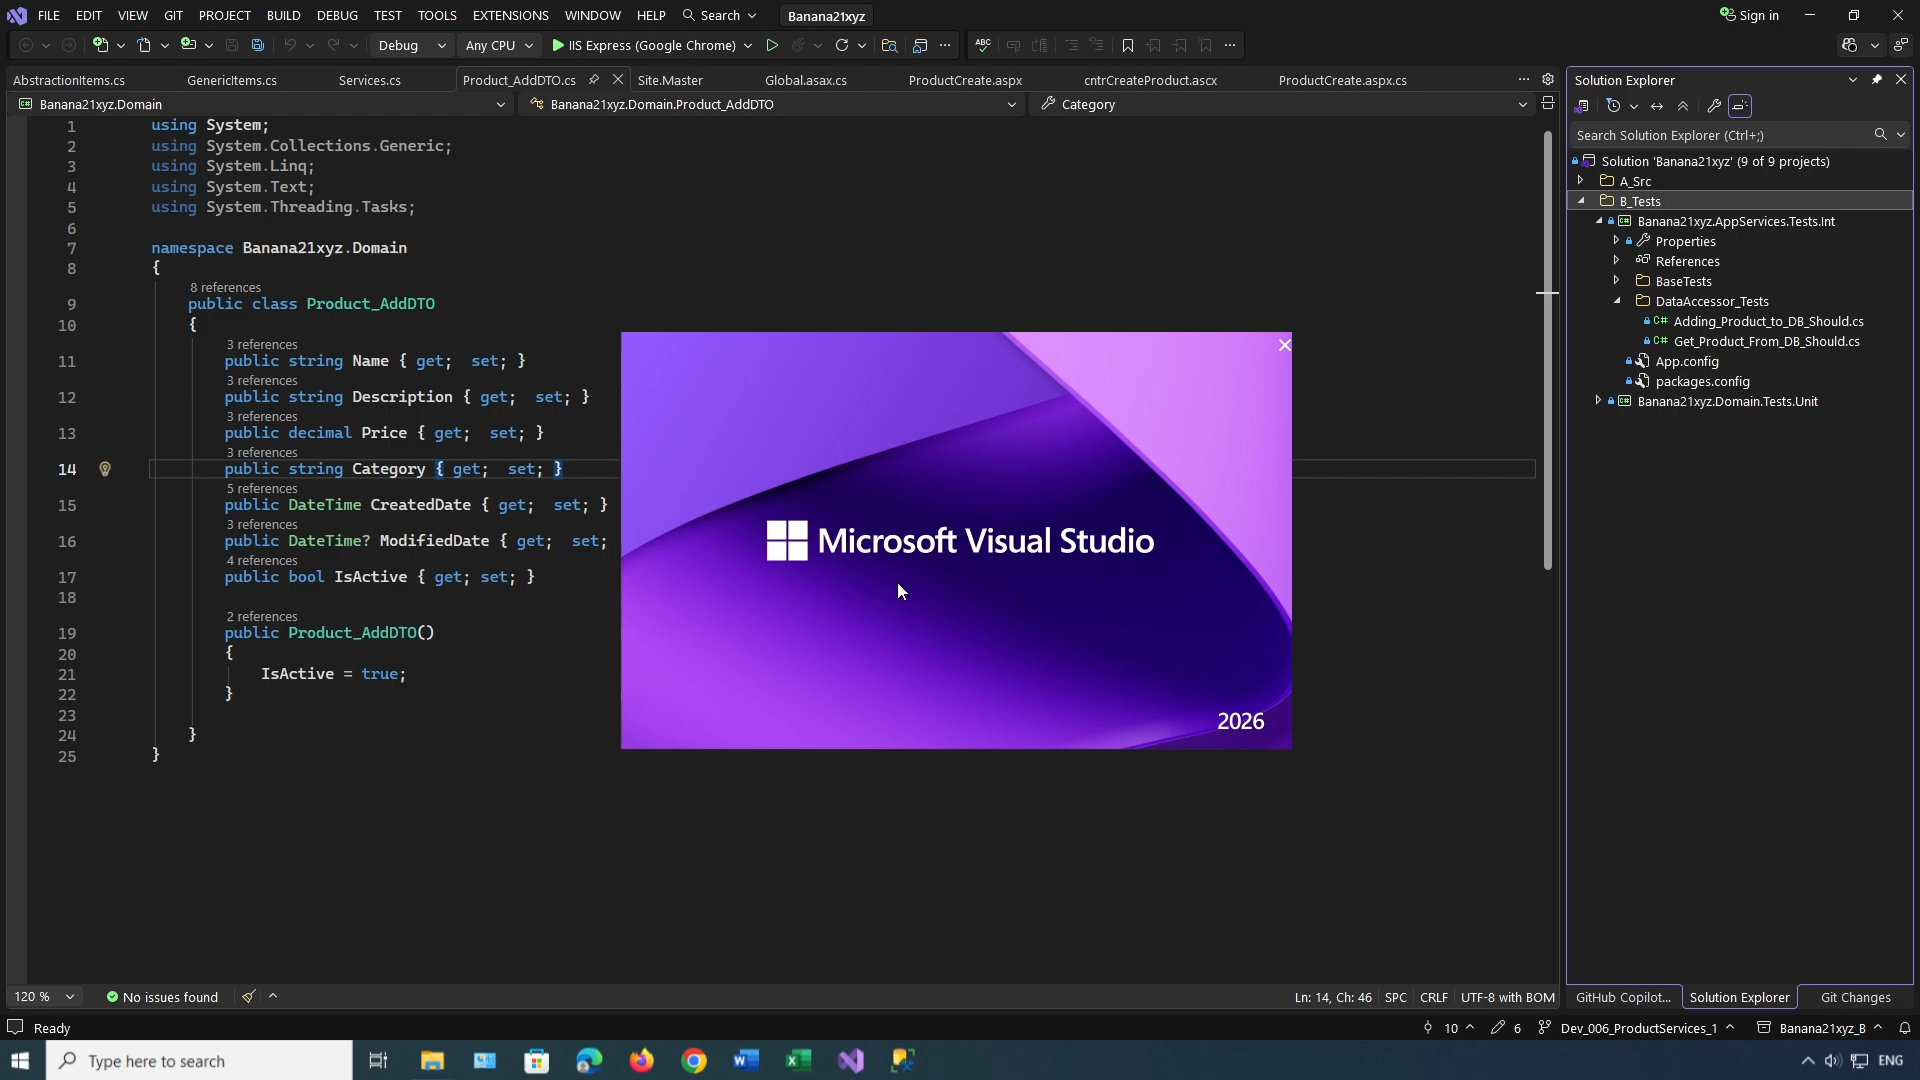 FILE EDIT VIEW GIT PROJECT BUILD DEBUG TEST TOOLS EXTENSIONS WINDOW HELP Search Banana21xyz Sign in
Debug Any CPU IIS Express (Google Chrome)
AbstractionItems.cs GenericItems.cs Services.cs Product_AddDTO.cs Site.Master Global.asax.cs ProductCreate.aspx cntrCreateProduct.ascx ProductCreate.aspx.cs
Banana21xyz.Domain Banana21xyz.Domain.Product_AddDTO Category
1 using System;
2 using System.Collections.Generic;
3 using System.Linq;
4 using System.Text;
5 using System.Threading.Tasks;
6
7 namespace Banana21xyz.Domain
8 {
8 references
9 public class Product_AddDTO
10 {
3 references
11 public string Name { get; set; }
3 references
12 public string Description { get; set; }
3 references
13 public decimal Price { get; set; }
3 references
14 public string Category { get; set; }
5 references
15 public DateTime CreatedDate { get; set; }
3 references
16 public DateTime? ModifiedDate { get; set;
4 references
17 public bool IsActive { get; set; }
18
2 references
19 public Product_AddDTO()
20 {
21 IsActive = true;
22 }
23
24 }
25 }
Microsoft Visual Studio
2026
Solution Explorer
Search Solution Explorer (Ctrl+;)
Solution 'Banana21xyz' (9 of 9 projects)
A_Src
B_Tests
Banana21xyz.AppServices.Tests.Int
Properties
References
BaseTests
DataAccessor_Tests
C# Adding_Product_to_DB_Should.cs
C# Get_Product_From_DB_Should.cs
App.config
packages.config
Banana21xyz.Domain.Tests.Unit
120 % No issues found Ln: 14, Ch: 46 SPC CRLF UTF-8 with BOM
GitHub Copilot... Solution Explorer Git Changes
Ready 10 6 Dev_006_ProductServices_1 Banana21xyz_B
Type here to search ENG